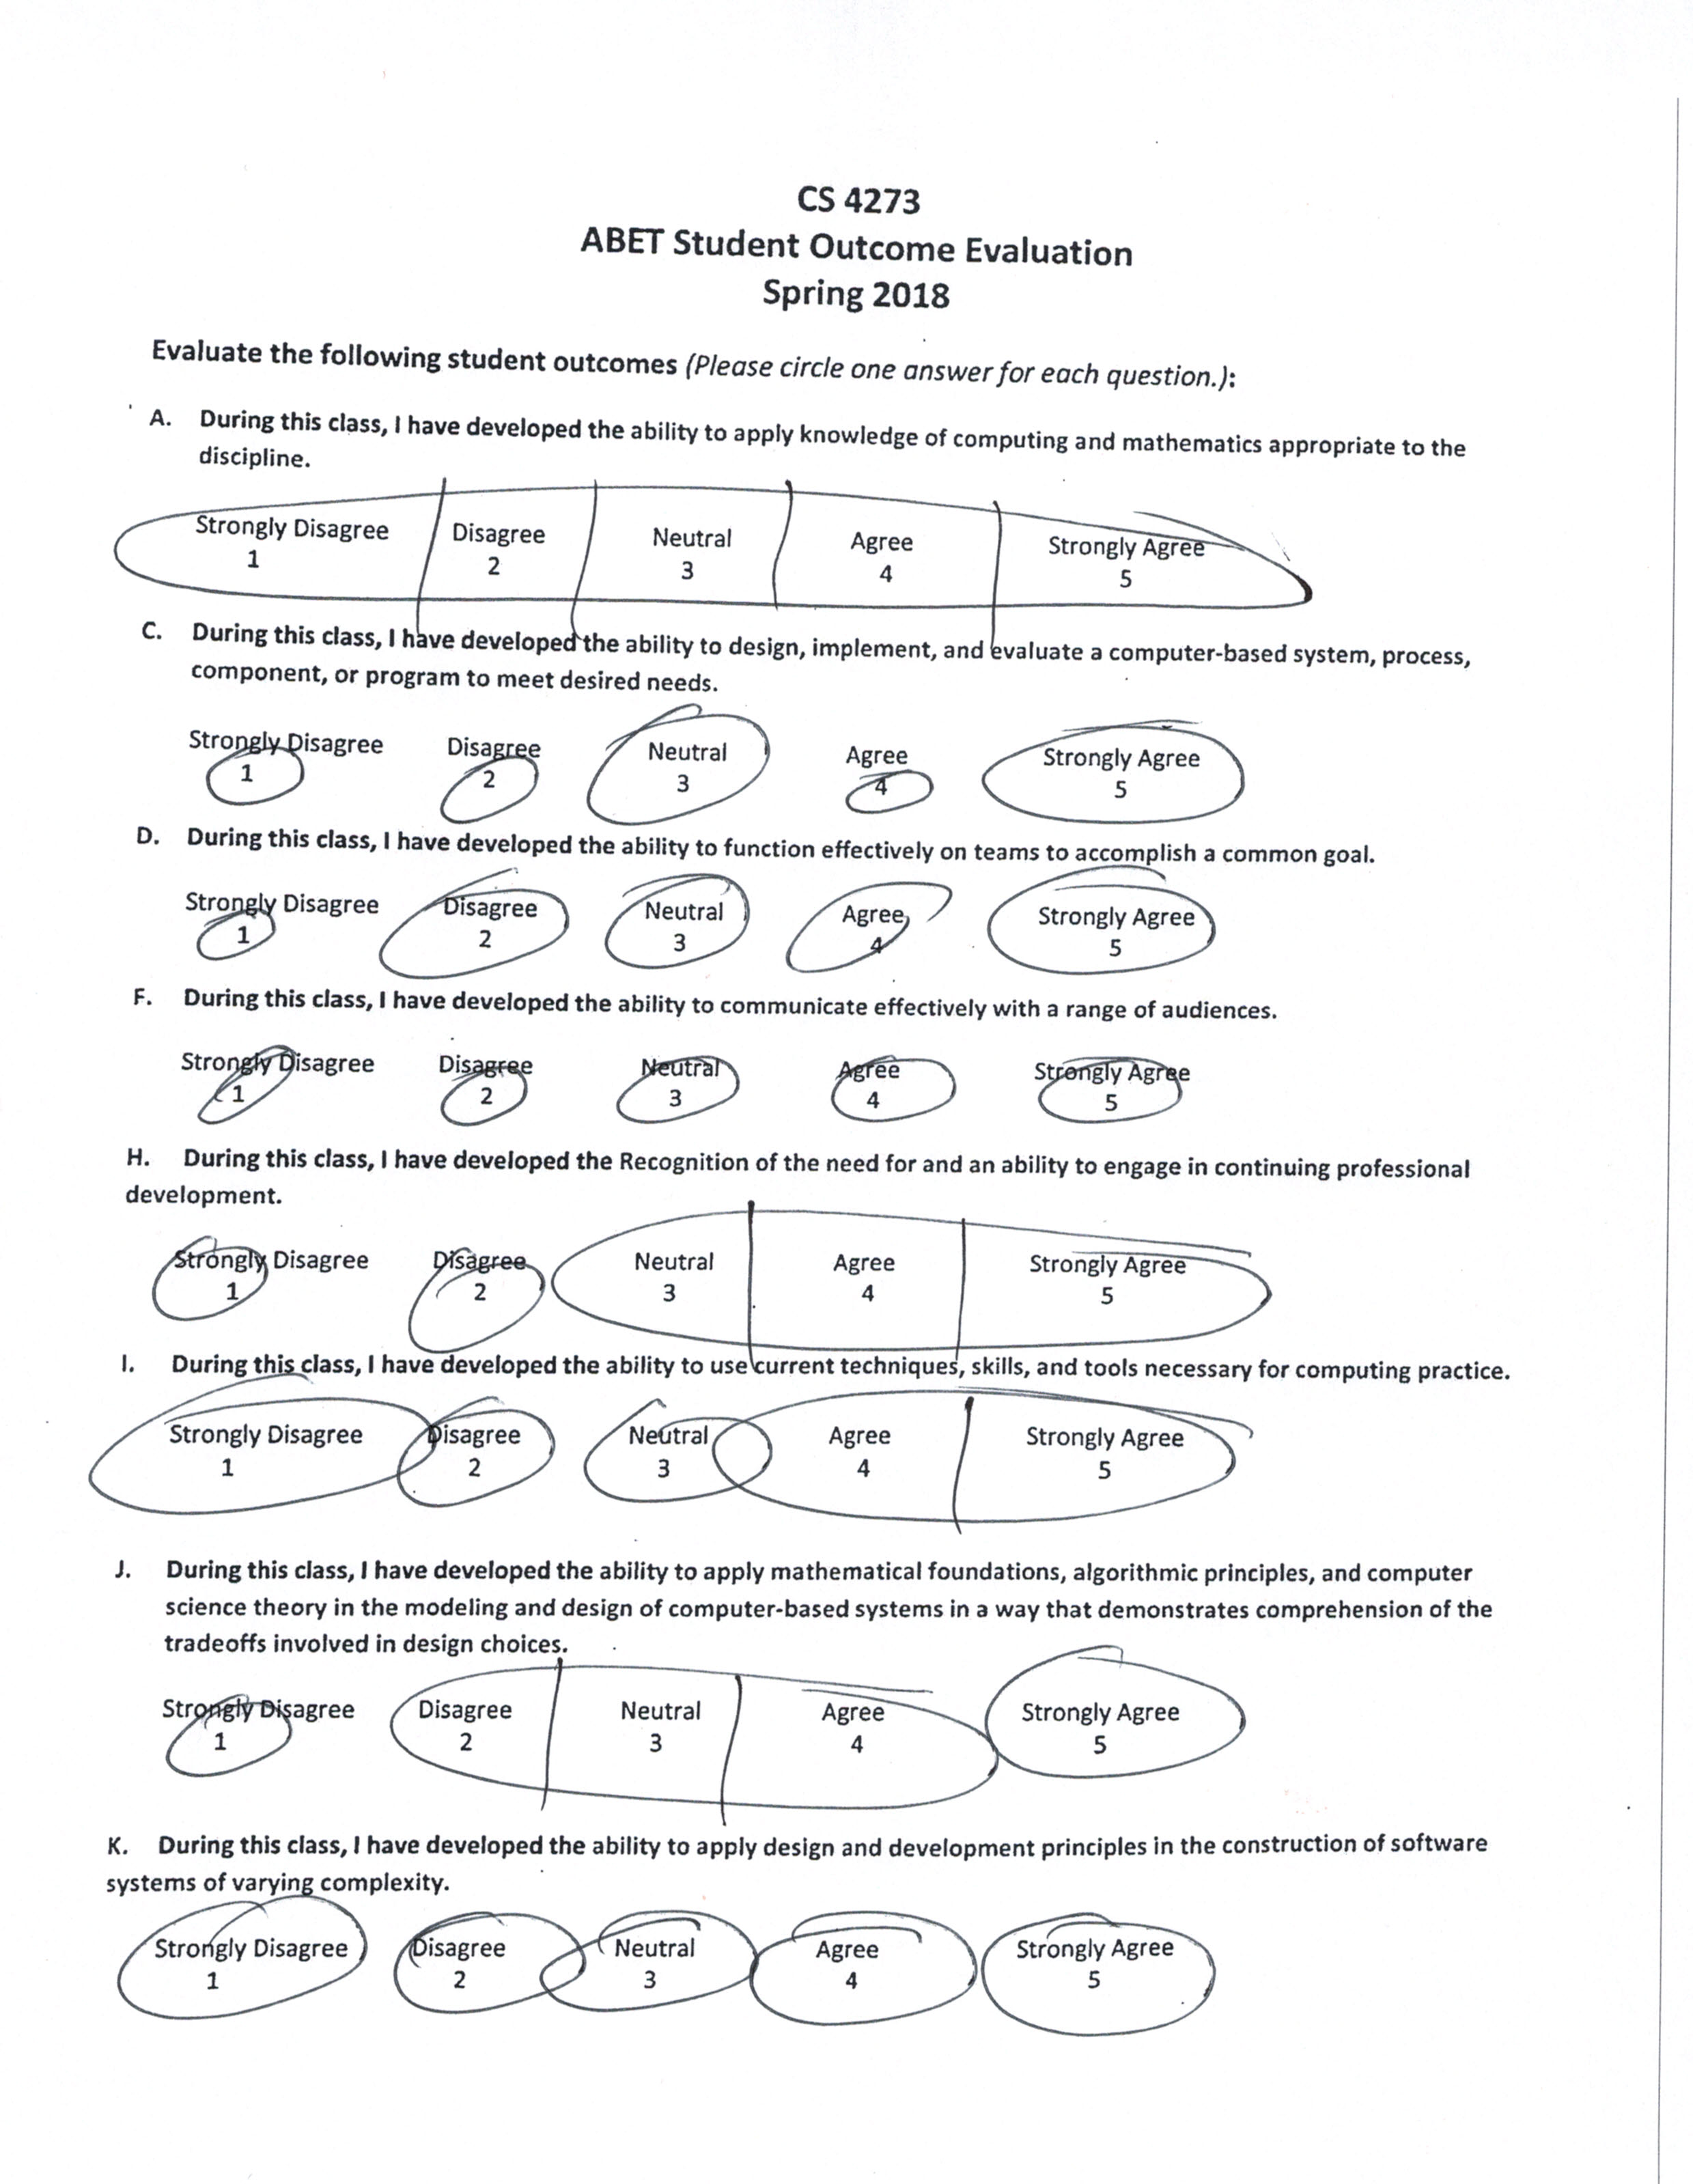 CS 4273
ABET Student Outcome Evaluation
Spring 2018
Evaluate the following student outcomes (Please circle one answer for each question.):
A. During this class, I have developed the ability to apply knowledge of computing and mathematics appropriate to the
discipline.
Strongly Disagree Disagree Neutral Agree Strongly Agree
1 2 3 4 5
C. During this class, I have developed the ability to design, implement, and evaluate a computer-based system, process,
component, or program to meet desired needs.
Strongly Disagree Disagree Neutral Agree Strongly Agree
1 2 3 4 5
D. During this class, I have developed the ability to function effectively on teams to accomplish a common goal.
Strongly Disagree Disagree Neutral Agree Strongly Agree
1 2 3 4 5
F. During this class, I have developed the ability to communicate effectively with a range of audiences.
Strongly Disagree Disagree Neutral Agree Strongly Agree
1 2 3 4 5
H. During this class, I have developed the Recognition of the need for and an ability to engage in continuing professional
development.
Strongly Disagree Disagree Neutral Agree Strongly Agree
1 2 3 4 5
I. During this class, I have developed the ability to use current techniques, skills, and tools necessary for computing practice.
Strongly Disagree Disagree Neutral Agree Strongly Agree
1 2 3 4 5
J. During this class, I have developed the ability to apply mathematical foundations, algorithmic principles, and computer
science theory in the modeling and design of computer-based systems in a way that demonstrates comprehension of the
tradeoffs involved in design choices.
Strongly Disagree Disagree Neutral Agree Strongly Agree
1 2 3 4 5
K. During this class, I have developed the ability to apply design and development principles in the construction of software
systems of varying complexity.
Strongly Disagree Disagree Neutral Agree Strongly Agree
1 2 3 4 5